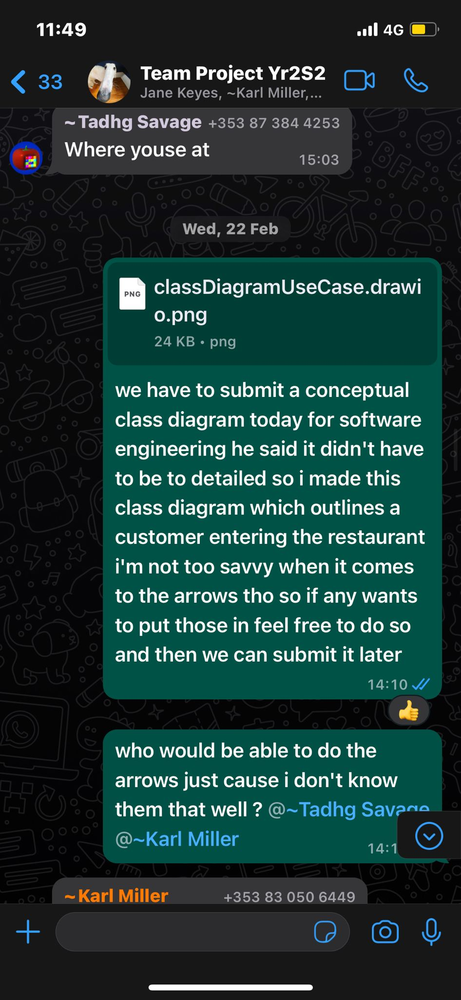 11:49
4G
33
Team Project Yr2S2
Jane Keyes, ~Karl Miller,...
~Tadhg Savage +353 87 384 4253
Where youse at
15:03
Wed, 22 Feb
PNG
classDiagramUseCase.drawi
o.png
24 KB • png
we have to submit a conceptual
class diagram today for software
engineering he said it didn't have
to be to detailed so i made this
class diagram which outlines a
customer entering the restaurant
i'm not too savvy when it comes
to the arrows tho so if any wants
to put those in feel free to do so
and then we can submit it later
14:10
who would be able to do the
arrows just cause i don't know
them that well ? @~Tadhg Savage
@~Karl Miller
~Karl Miller +353 83 050 6449